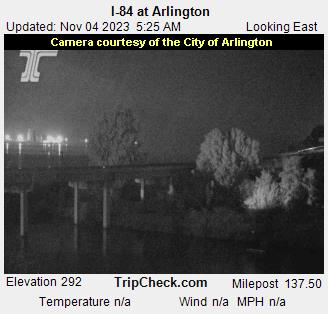 I-84 at Arlington
Updated: Nov 04 2023 5:25 AM Looking East
Camera courtesy of the City of Arlington
Elevation 292 TripCheck.com Milepost 137.50
Temperature n/a Wind n/a MPH n/a